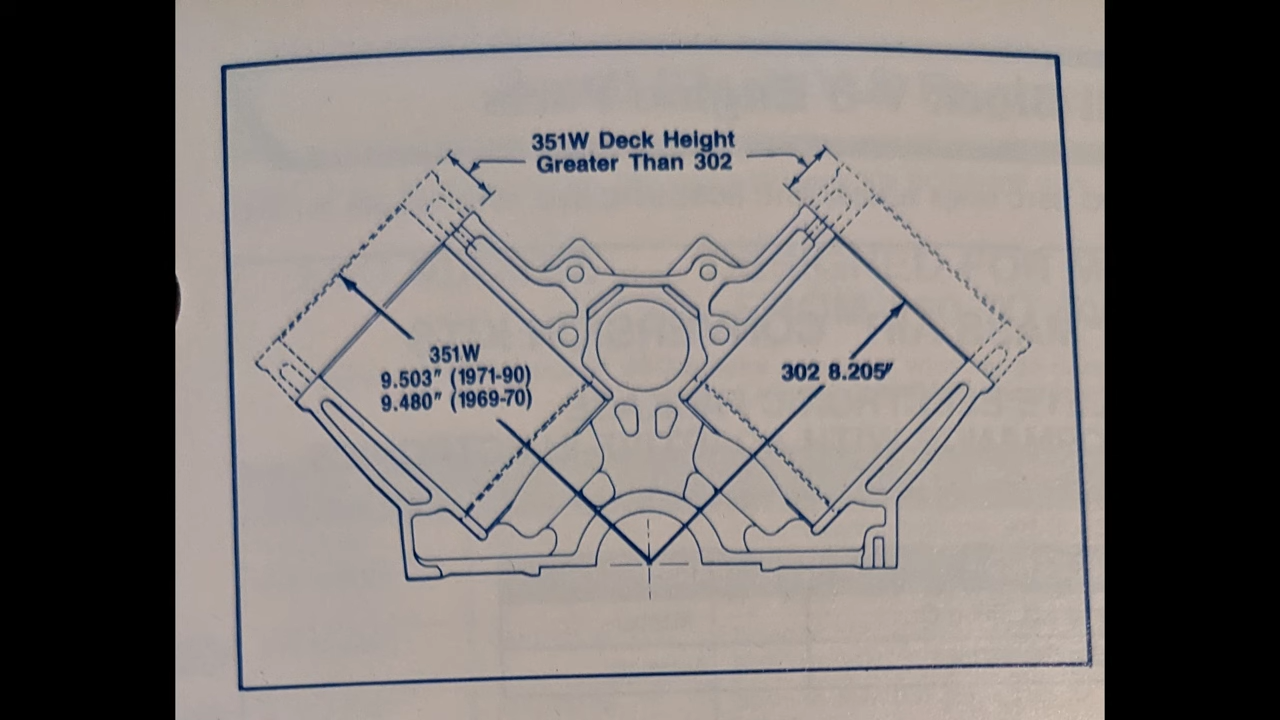 351W Deck Height
Greater Than 302
351W
9.503" (1971-90)
9.480" (1969-70)
302 8.205"